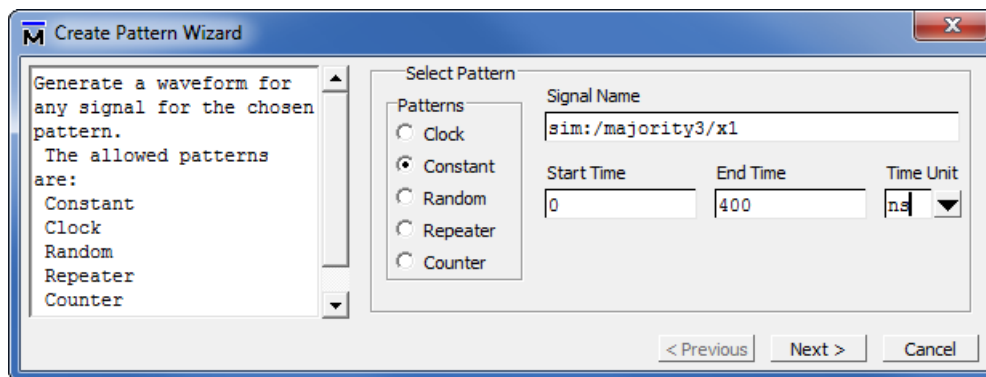 Create Pattern Wizard
Generate a waveform for
any signal for the chosen
pattern.
The allowed patterns
are:
Constant
Clock
Random
Repeater
Counter
Select Pattern
Patterns
Clock
Constant
Random
Repeater
Counter
Signal Name
sim:/majority3/x1
Start Time End Time Time Unit
0 400 ns
< Previous Next > Cancel